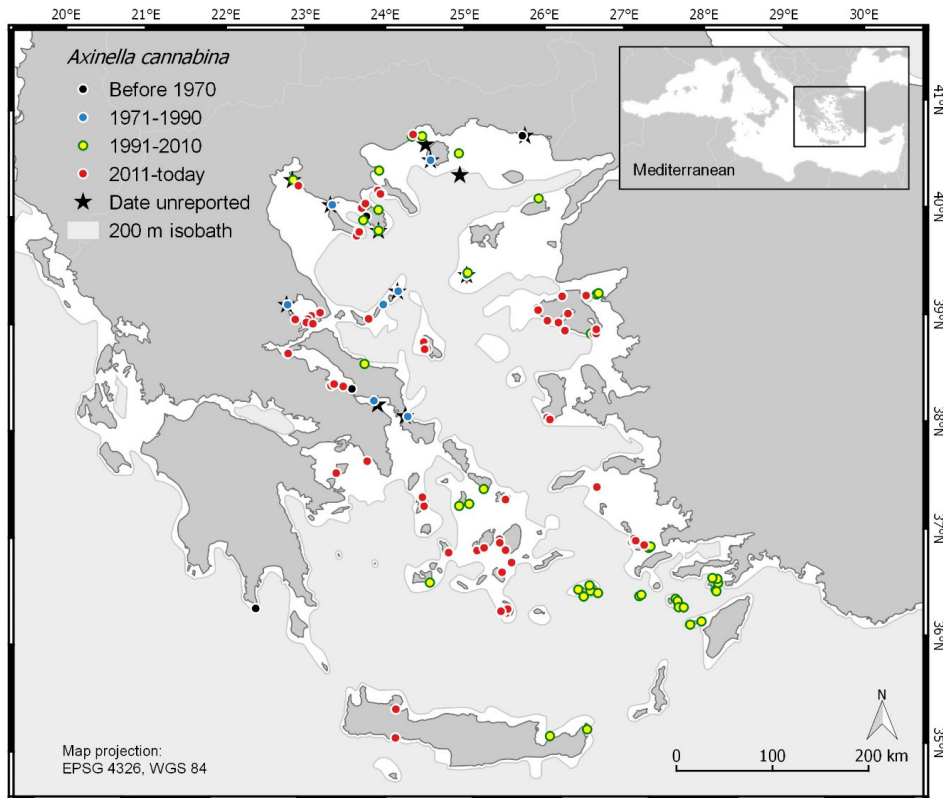 20°E 22°E 23°E 24°E 25°E 26°E 27°E 28°E 29°E 30°E
Axinella cannabina
Before 1970
1971-1990
1991-2010
2011-today
Date unreported
200 m isobath
Mediterranean
41°N
40°N
39°N
38°N
37°N
36°N
35°N
Map projection:
EPSG 4326, WGS 84
N
0 100 200 km